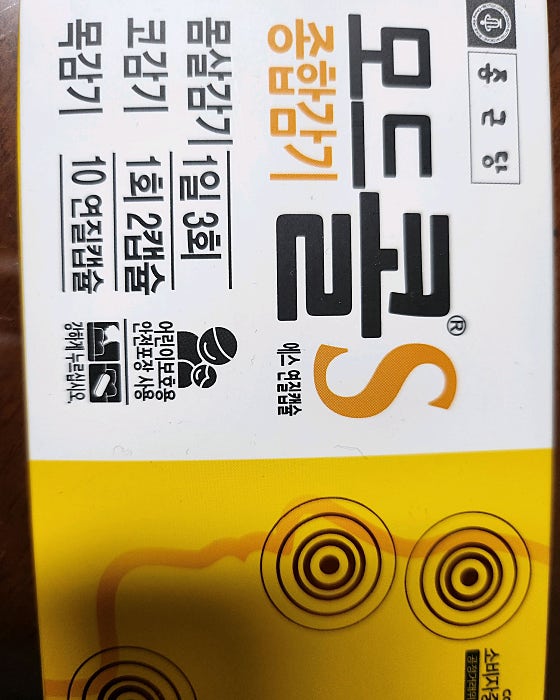 종근당
모드콜®S
종합감기
에스 연질캡슐
몸살감기
코감기
목감기
1일 3회
1회 2캡슐
10 연질캡슐
어린이보호용
안전포장 사용
강하게 누르십시오.